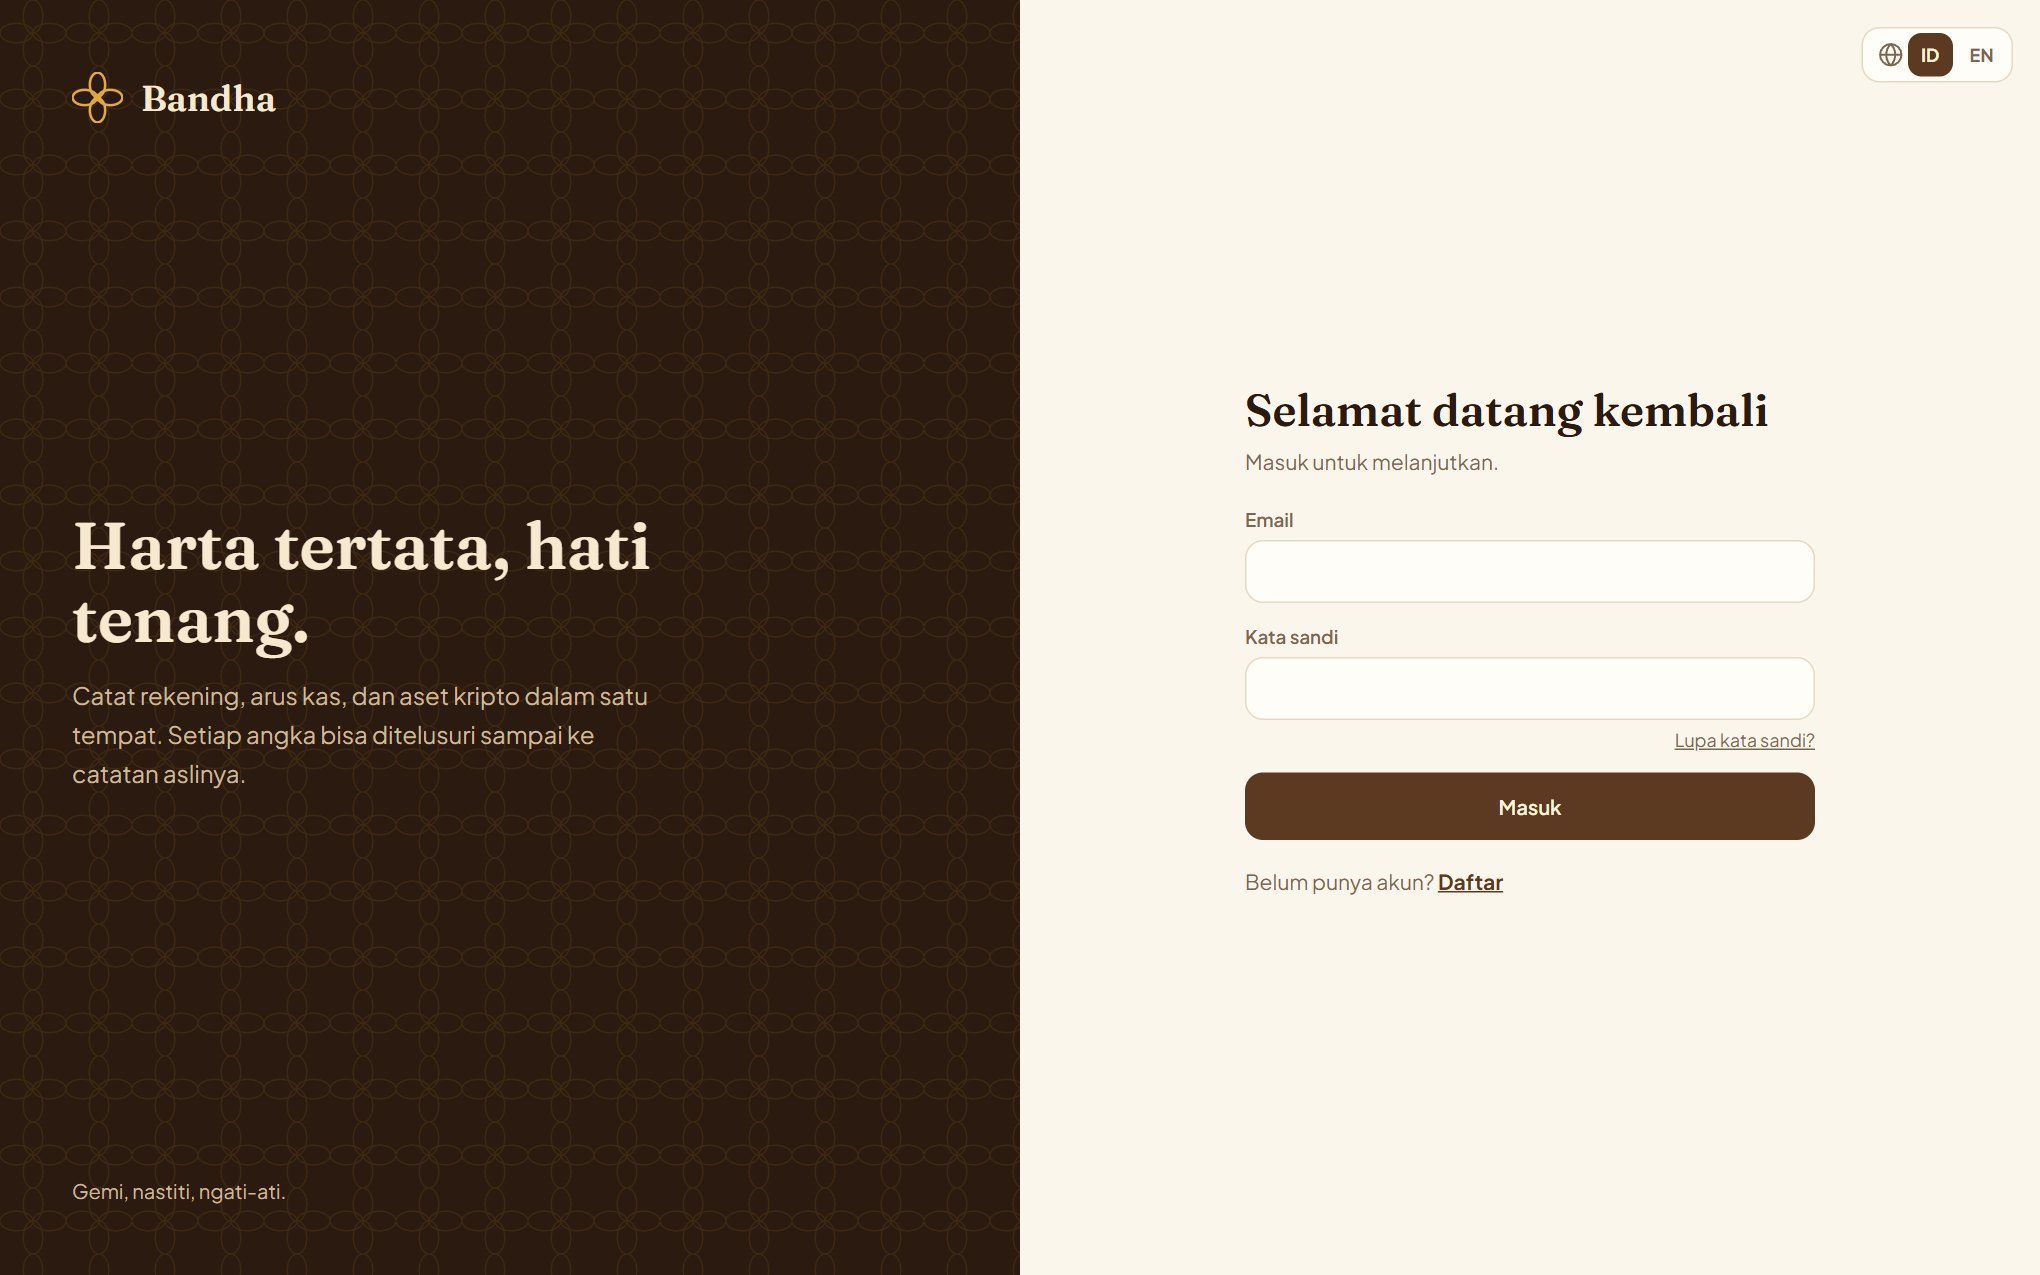 Bandha
Harta tertata, hati
tenang.
Catat rekening, arus kas, dan aset kripto dalam satu
tempat. Setiap angka bisa ditelusuri sampai ke
catatan aslinya.
Gemi, nastiti, ngati-ati.
ID EN
Selamat datang kembali
Masuk untuk melanjutkan.
Email
Kata sandi
Lupa kata sandi?
Masuk
Belum punya akun? Daftar